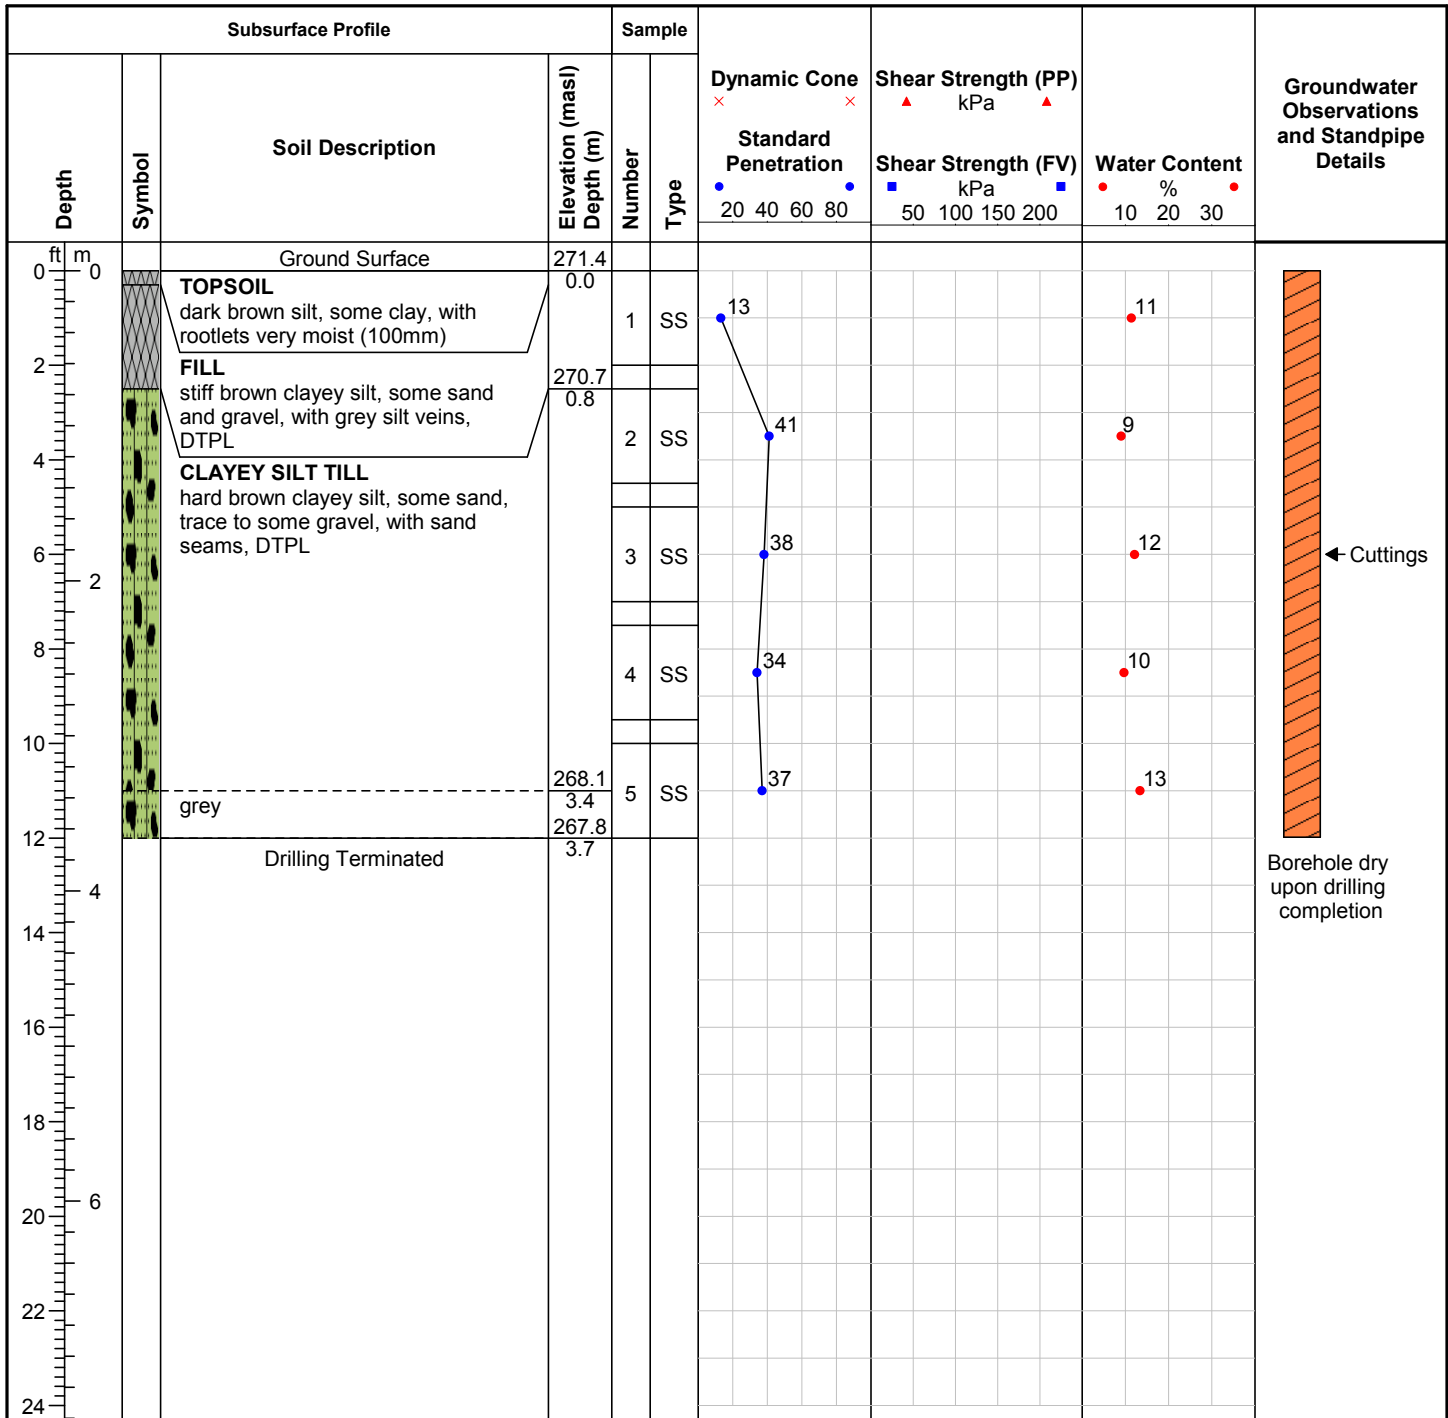 Subsurface Profile
Sample
Depth
Symbol
Soil Description
Elevation (masl)
Depth (m)
Number
Type
Dynamic Cone
Standard
Penetration
20 40 60 80
Shear Strength (PP)
kPa
Shear Strength (FV)
kPa
50 100 150 200
Water Content
%
10 20 30
Groundwater
Observations
and Standpipe
Details
ft m
0 0
2
4
6
2
8
10
12
4
14
16
18
6
20
22
24
Ground Surface
271.4
0.0
TOPSOIL
dark brown silt, some clay, with
rootlets very moist (100mm)
FILL
stiff brown clayey silt, some sand
and gravel, with grey silt veins,
DTPL
270.7
0.8
CLAYEY SILT TILL
hard brown clayey silt, some sand,
trace to some gravel, with sand
seams, DTPL
grey
268.1
3.4
267.8
3.7
Drilling Terminated
1 SS 13 11
2 SS 41 9
3 SS 38 12
4 SS 34 10
5 SS 37 13
Cuttings
Borehole dry
upon drilling
completion